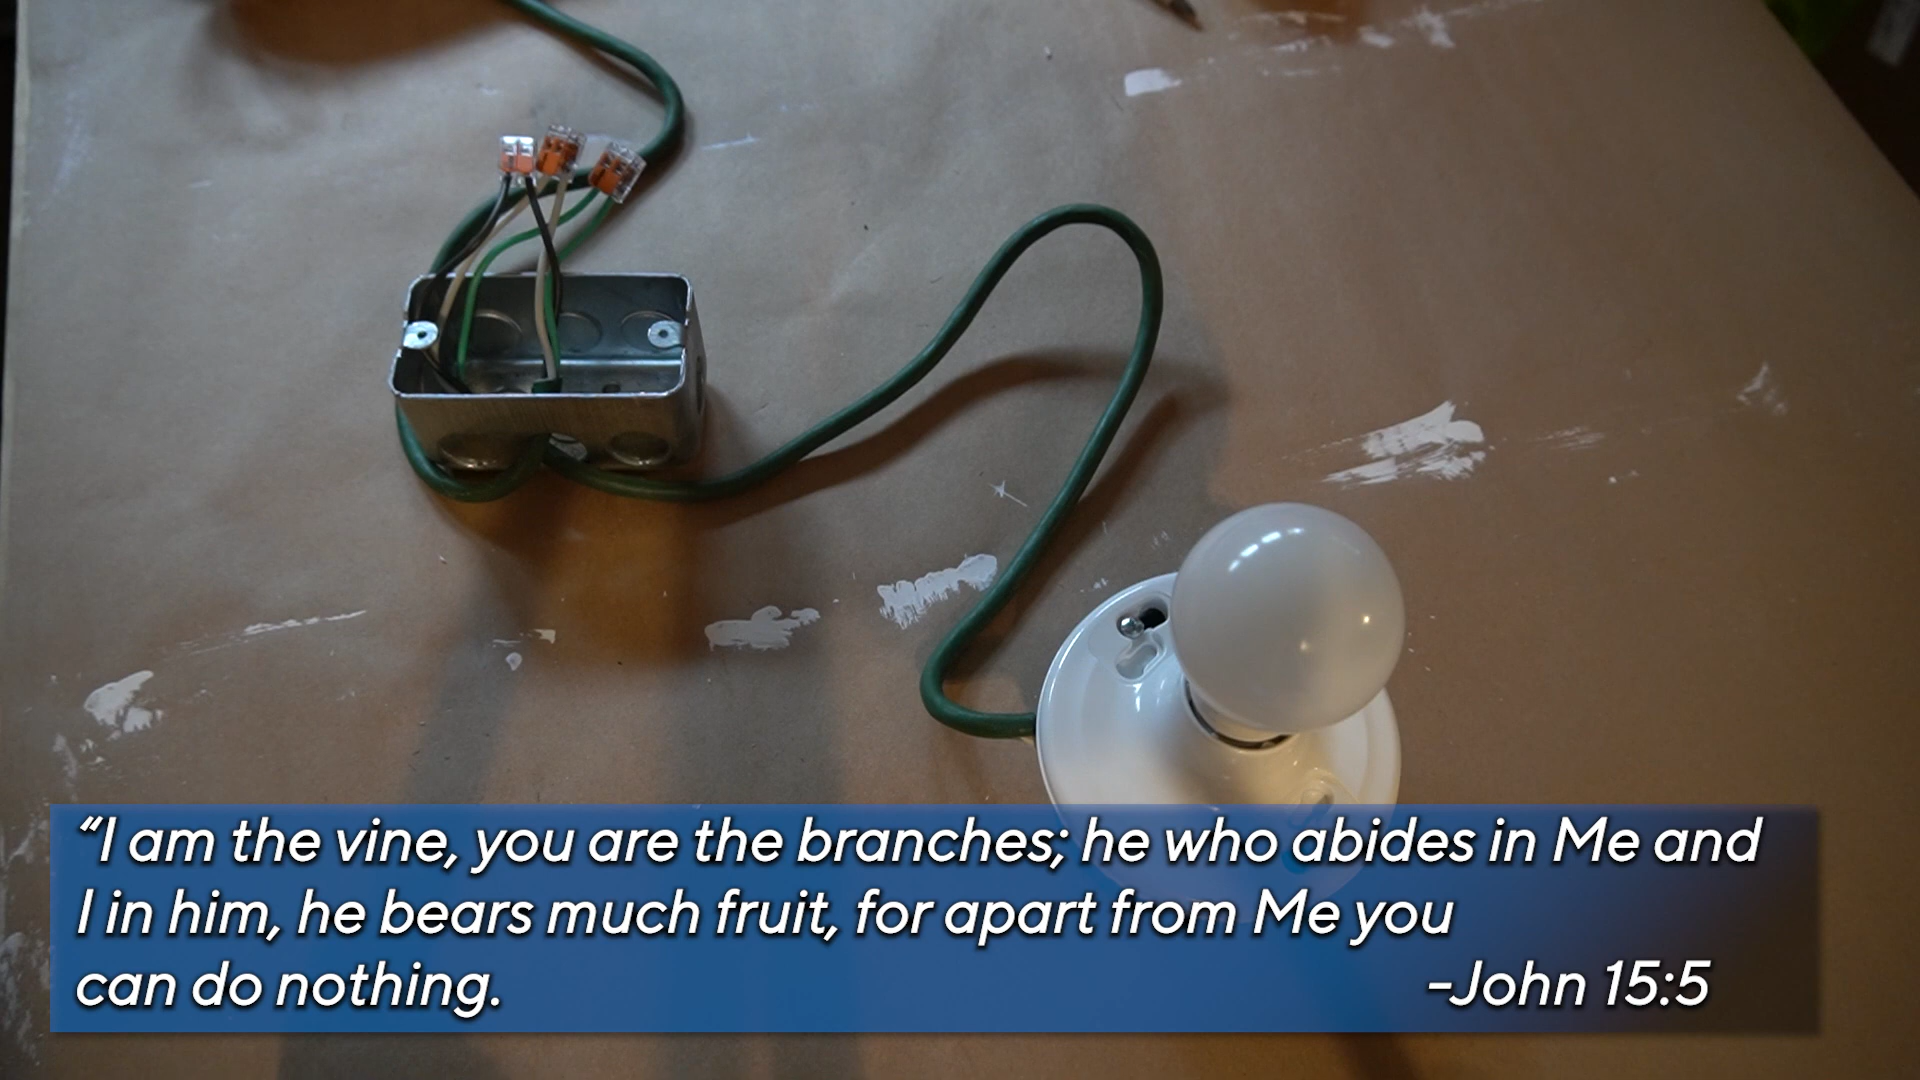 “I am the vine, you are the branches; he who abides in Me and
I in him, he bears much fruit, for apart from Me you
can do nothing.
-John 15:5